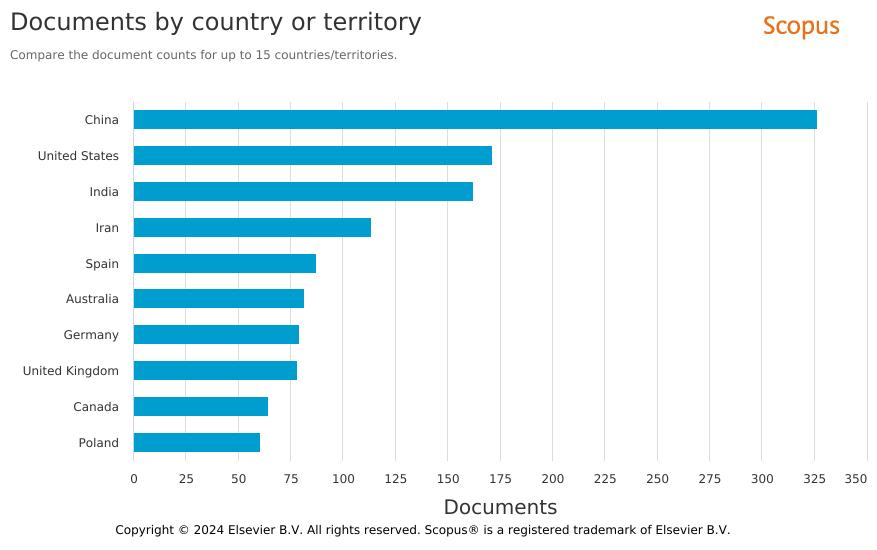 Documents by country or territory
Scopus
Compare the document counts for up to 15 countries/territories.
China
United States
India
Iran
Spain
Australia
Germany
United Kingdom
Canada
Poland
0 25 50 75 100 125 150 175 200 225 250 275 300 325 350
Documents
Copyright © 2024 Elsevier B.V. All rights reserved. Scopus® is a registered trademark of Elsevier B.V.